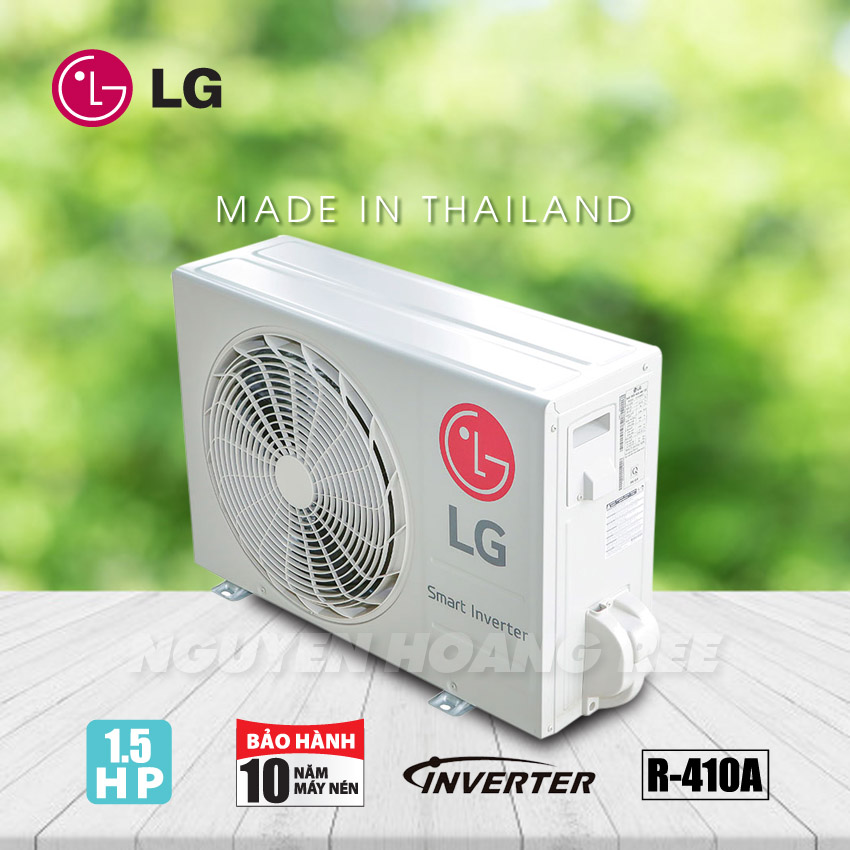 LG
MADE IN THAILAND
LG
Smart Inverter
NGUYEN HOANG REE
1.5
HP
BẢO HÀNH
10 NĂM
MÁY NÉN
INVERTER
R-410A